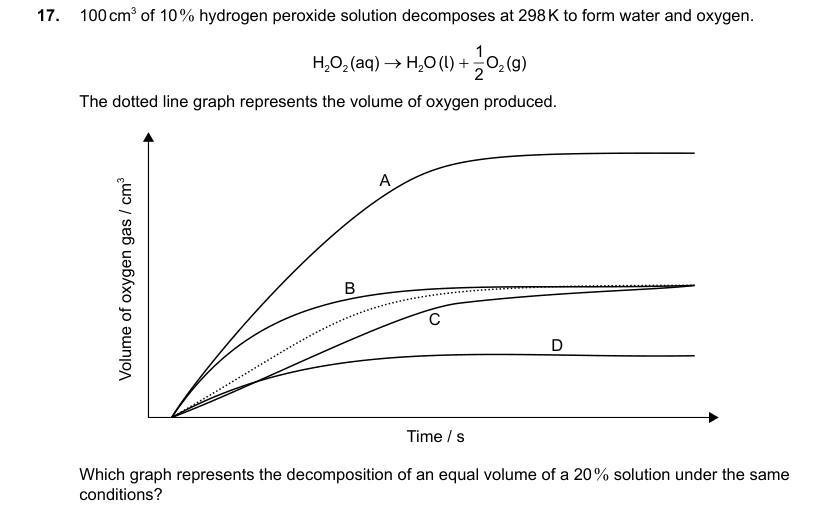 17. 100 cm³ of 10% hydrogen peroxide solution decomposes at 298 K to form water and oxygen.
H₂O₂(aq) → H₂O(l) + 1/2 O₂(g)
The dotted line graph represents the volume of oxygen produced.
Volume of oxygen gas / cm³
A
B
C
D
Time / s
Which graph represents the decomposition of an equal volume of a 20% solution under the same
conditions?